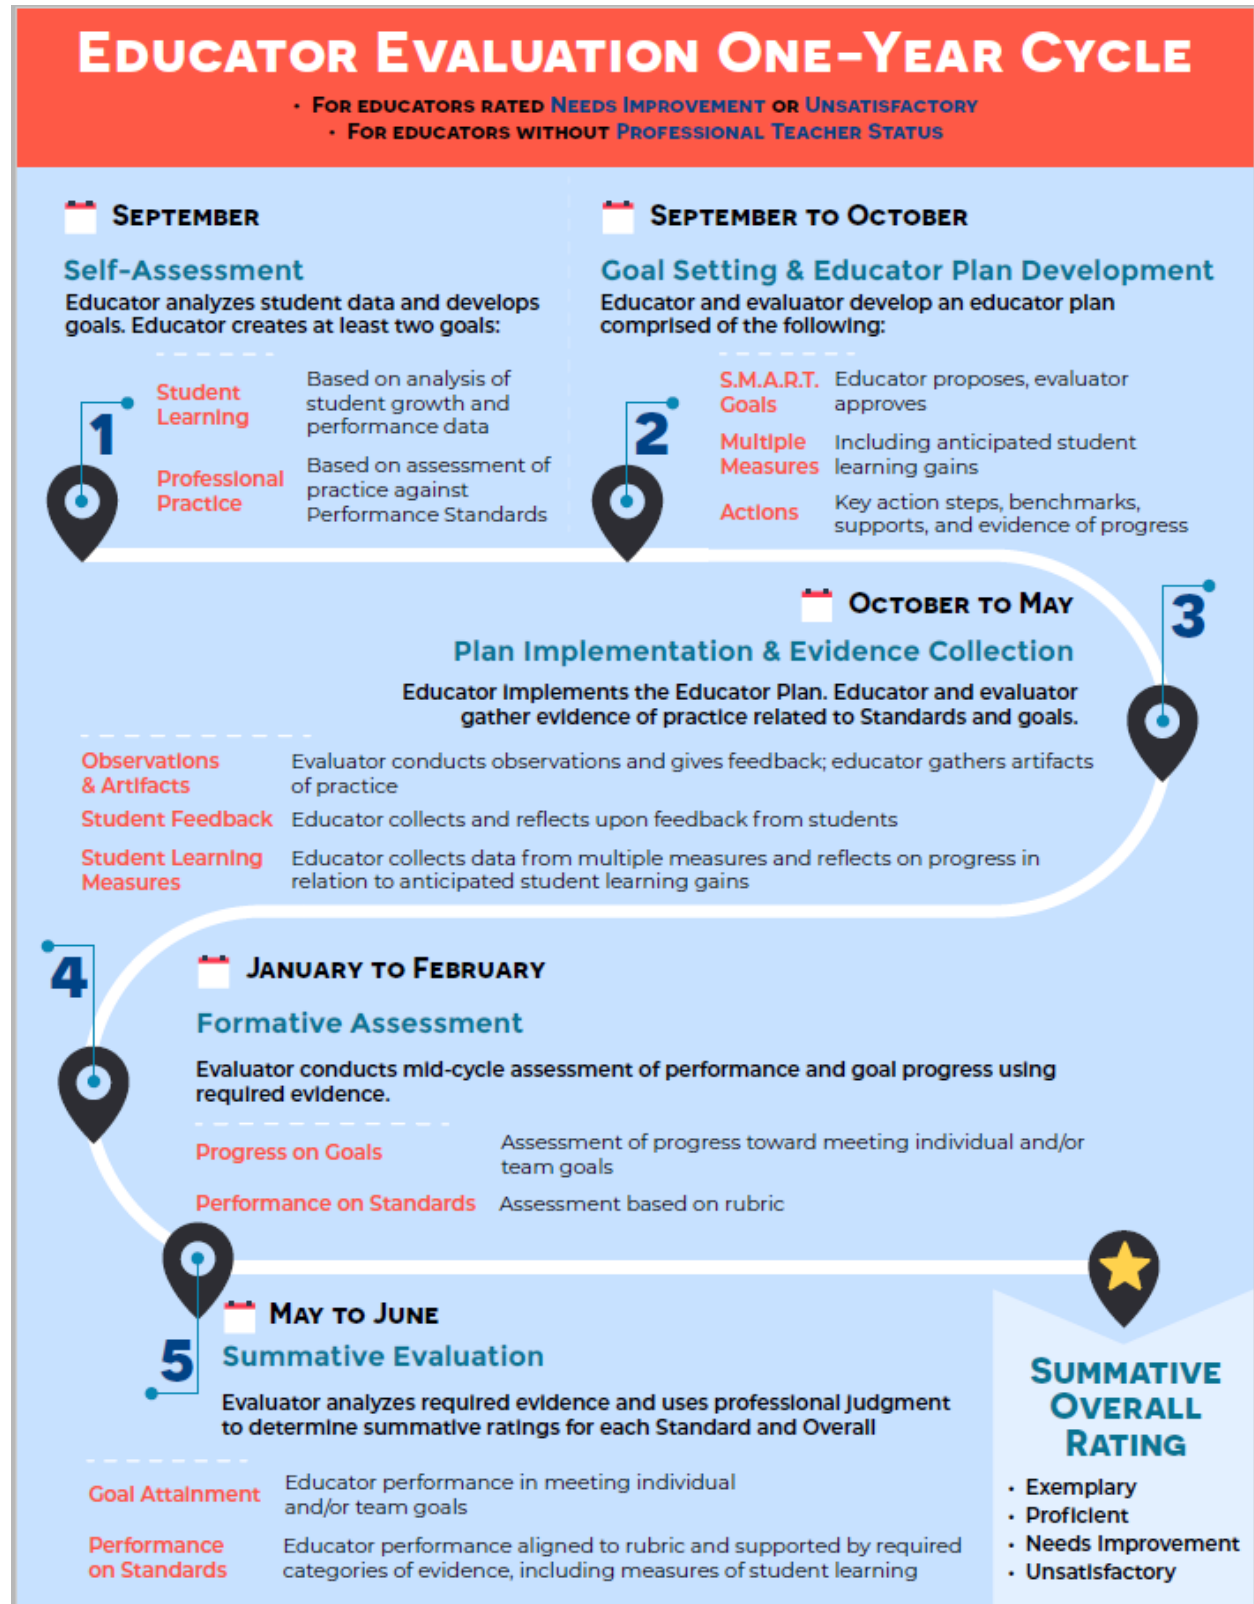 EDUCATOR EVALUATION ONE-YEAR CYCLE
• FOR EDUCATORS RATED NEEDS IMPROVEMENT OR UNSATISFACTORY
• FOR EDUCATORS WITHOUT PROFESSIONAL TEACHER STATUS
SEPTEMBER
Self-Assessment
Educator analyzes student data and develops
goals. Educator creates at least two goals:
1
Student
Learning
Based on analysis of
student growth and
performance data
Professional
Practice
Based on assessment of
practice against
Performance Standards
SEPTEMBER TO OCTOBER
Goal Setting & Educator Plan Development
Educator and evaluator develop an educator plan
comprised of the following:
2
S.M.A.R.T.
Goals
Educator proposes, evaluator
approves
Multiple
Measures
Including anticipated student
learning gains
Actions
Key action steps, benchmarks,
supports, and evidence of progress
3
OCTOBER TO MAY
Plan Implementation & Evidence Collection
Educator implements the Educator Plan. Educator and evaluator
gather evidence of practice related to Standards and goals.
Observations
& Artifacts
Evaluator conducts observations and gives feedback; educator gathers artifacts
of practice
Student Feedback
Educator collects and reflects upon feedback from students
Student Learning
Measures
Educator collects data from multiple measures and reflects on progress in
relation to anticipated student learning gains
4
JANUARY TO FEBRUARY
Formative Assessment
Evaluator conducts mid-cycle assessment of performance and goal progress using
required evidence.
Progress on Goals
Assessment of progress toward meeting individual and/or
team goals
Performance on Standards
Assessment based on rubric
5
MAY TO JUNE
Summative Evaluation
Evaluator analyzes required evidence and uses professional judgment
to determine summative ratings for each Standard and Overall
Goal Attainment
Educator performance in meeting individual
and/or team goals
Performance
on Standards
Educator performance aligned to rubric and supported by required
categories of evidence, including measures of student learning
SUMMATIVE
OVERALL
RATING
• Exemplary
• Proficient
• Needs Improvement
• Unsatisfactory